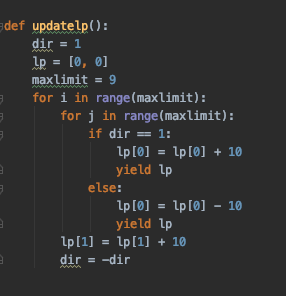 def updatelp():
    dir = 1
    lp = [0, 0]
    maxlimit = 9
    for i in range(maxlimit):
        for j in range(maxlimit):
            if dir == 1:
                lp[0] = lp[0] + 10
                yield lp
            else:
                lp[0] = lp[0] - 10
                yield lp
        lp[1] = lp[1] + 10
        dir = -dir